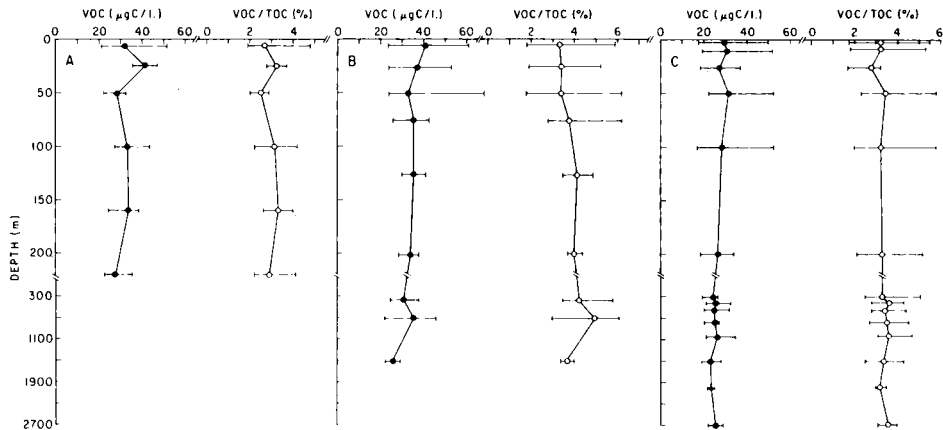 VOC (μgC/l.) VOC/TOC (%) VOC (μgC/l.) VOC/TOC (%) VOC (μgC/l.) VOC/TOC (%)
0 20 40 60 0 2 4 0 20 40 60 0 2 4 6 0 20 40 60 0 2 4 6
0
A B C
50
100
150
200
300
1100
1900
2700
DEPTH (m)